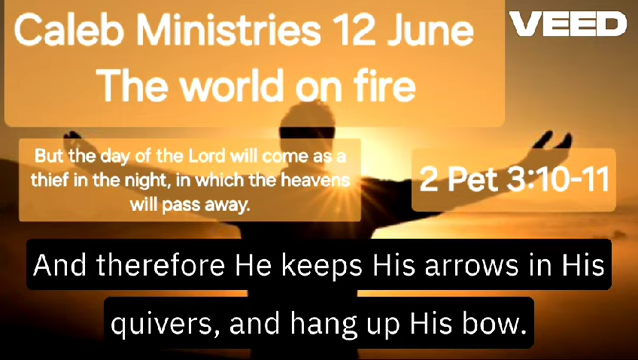 Caleb Ministries 12 June
The world on fire
VEED
But the day of the Lord will come as a
thief in the night, in which the heavens
will pass away.
2 Pet 3:10-11
And therefore He keeps His arrows in His
quivers, and hang up His bow.